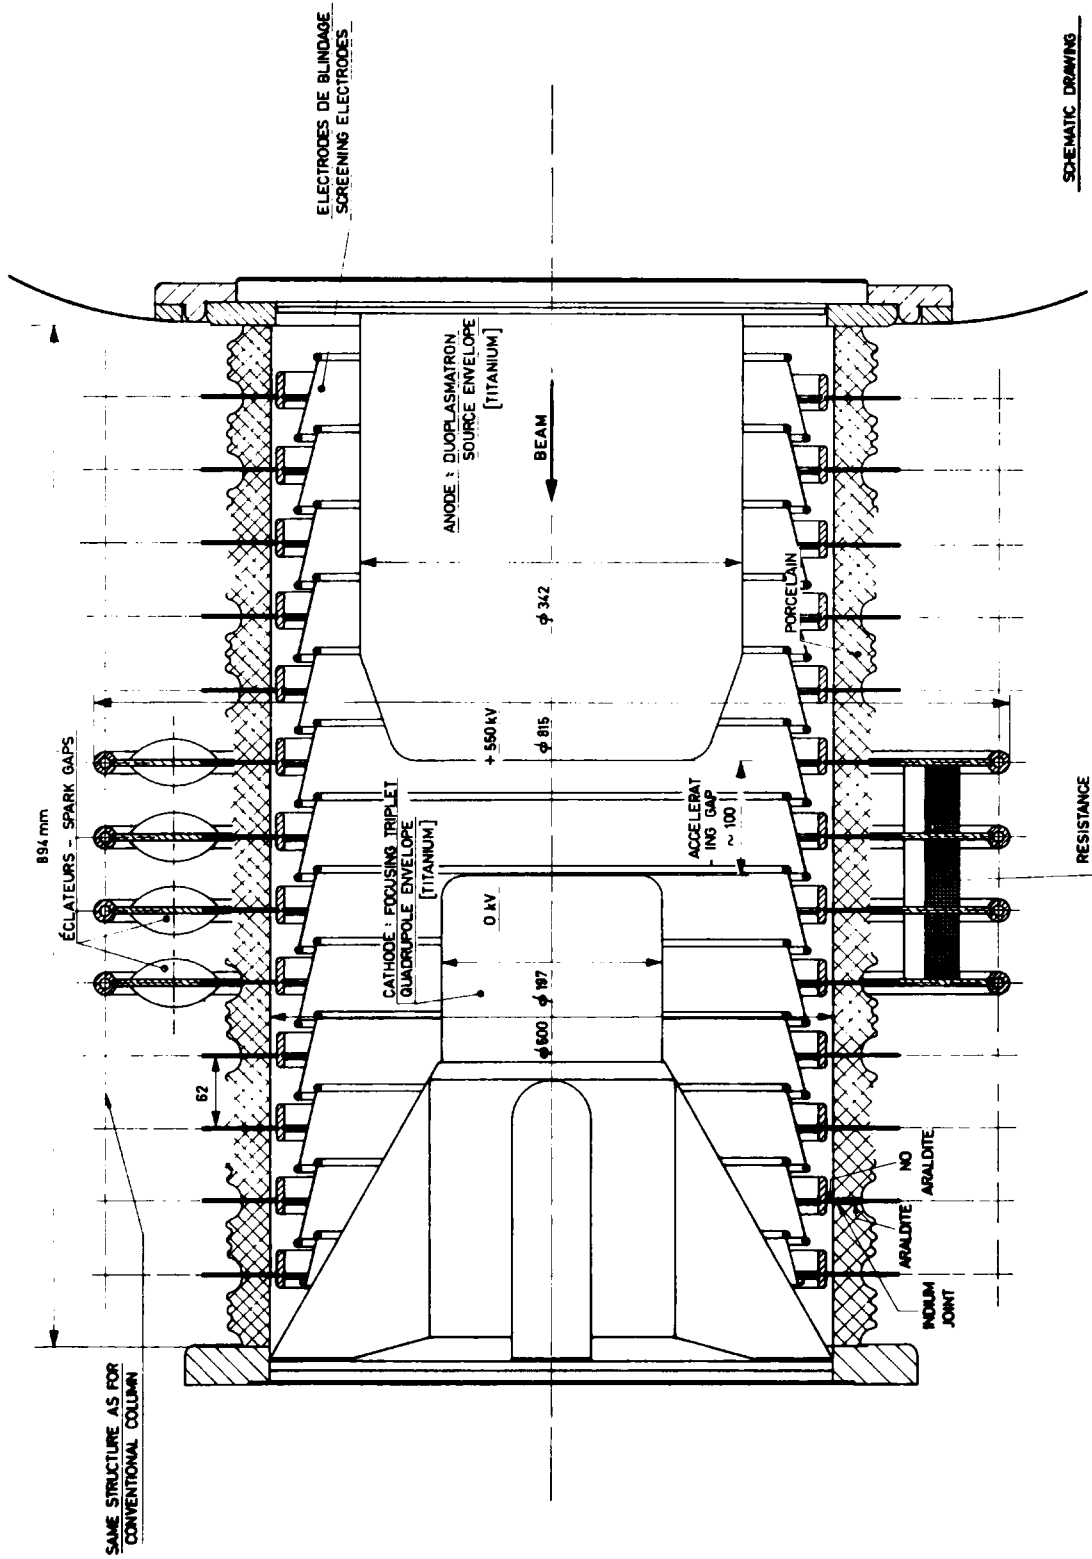 ELECTRODES DE BLINDAGE
SCREENING ELECTRODES
SCHEMATIC DRAWING
894 mm
ÉCLATEURS - SPARK GAPS
ANODE : DUOPLASMATRON
SOURCE ENVELOPE
[TITANIUM]
BEAM
ϕ 342
PORCELAIN
+ 550 kV
ϕ 815
CATHODE : FOCUSING TRIPLET
QUADRUPOLE ENVELOPE
[TITANIUM]
ACCELERAT
- ING GAP
~ 100
0 kV
RESISTANCE
ϕ 197
ϕ 500
62
NO
ARALDITE
ARALDITE
INDIUM
JOINT
SAME STRUCTURE AS FOR
CONVENTIONAL COLUMN